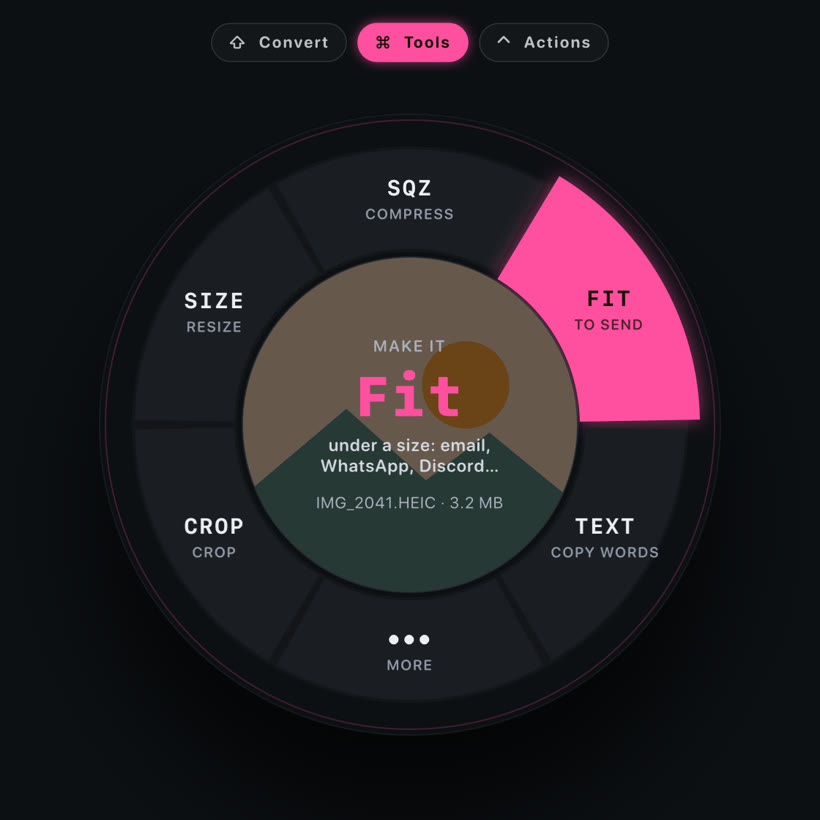 ⇧ Convert
⌘ Tools
⌃ Actions
SQZ
COMPRESS
SIZE
RESIZE
FIT
TO SEND
MAKE IT
Fit
under a size: email,
WhatsApp, Discord...
IMG_2041.HEIC · 3.2 MB
CROP
CROP
TEXT
COPY WORDS
•••
MORE